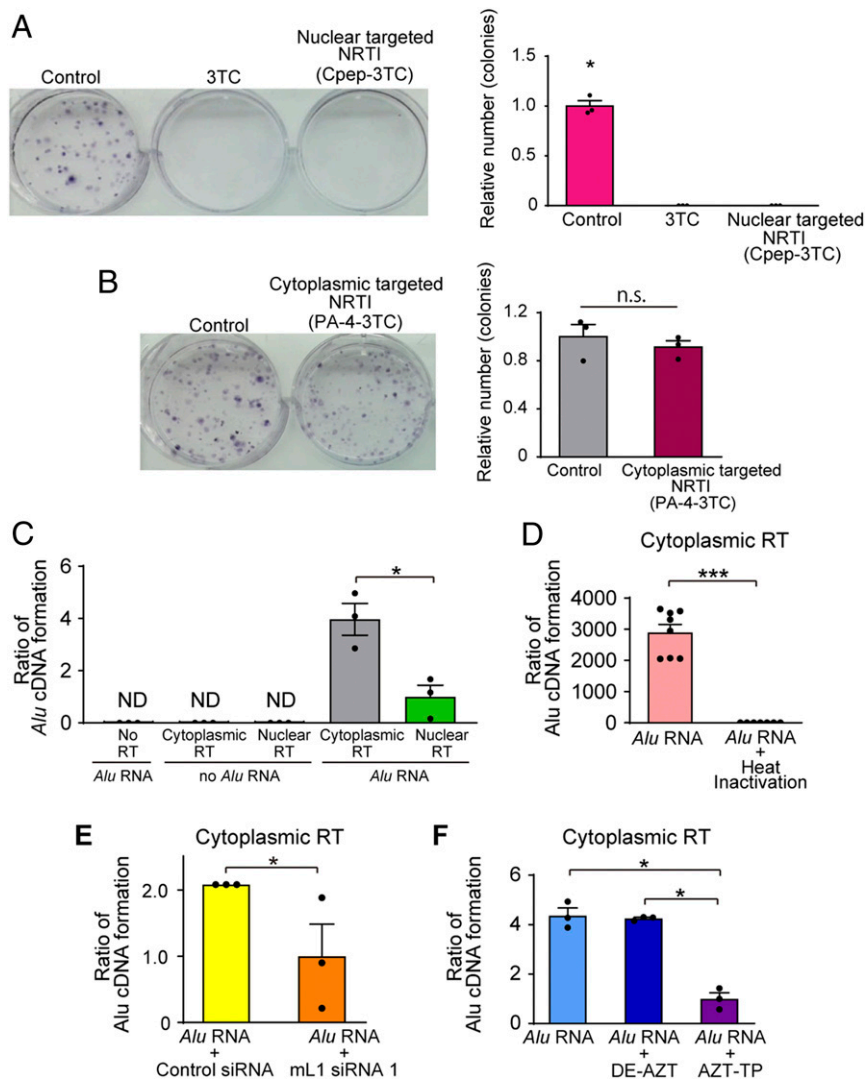 A
Control
3TC
Nuclear targeted
NRTI
(Cpep-3TC)
Relative number (colonies)
1.5
1.0
0.5
0
*
Control
3TC
Nuclear targeted
NRTI
(Cpep-3TC)
B
Control
Cytoplasmic targeted
NRTI
(PA-4-3TC)
Relative number (colonies)
1.2
0.8
0.4
0
n.s.
Control
Cytoplasmic targeted
NRTI
(PA-4-3TC)
C
Ratio of
Alu cDNA formation
6
4
2
0
ND
ND
ND
*
No
RT
Cytoplasmic
RT
Nuclear
RT
Cytoplasmic
RT
Nuclear
RT
Alu RNA
no Alu RNA
Alu RNA
D
Cytoplasmic RT
Ratio of
Alu cDNA formation
4000
3000
2000
1000
0
***
Alu RNA
Alu RNA
+
Heat
Inactivation
E
Cytoplasmic RT
Ratio of
Alu cDNA formation
2.0
1.0
0
*
Alu RNA
+
Control siRNA
Alu RNA
+
mL1 siRNA 1
F
Cytoplasmic RT
Ratio of
Alu cDNA formation
6
4
2
0
*
*
Alu RNA
Alu RNA
+
DE-AZT
Alu RNA
+
AZT-TP